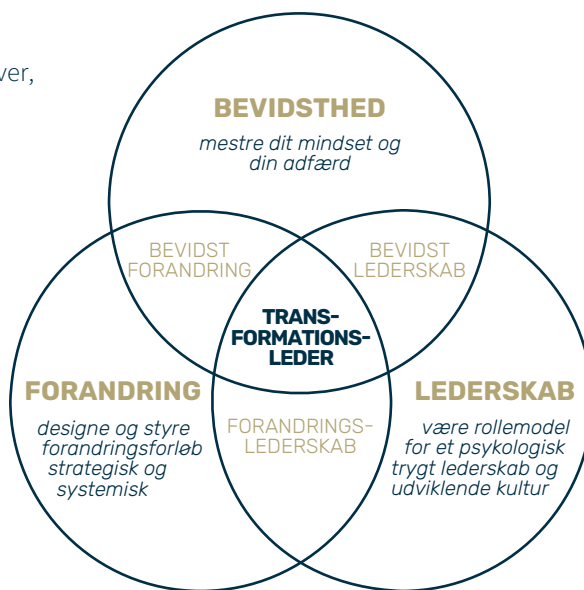 ver,
BEVIDSTHED
mestre dit mindset og
din adfærd
BEVIDST
FORANDRING
BEVIDST
LEDERSKAB
TRANS-
FORMATIONS-
LEDER
FORANDRING
designe og styre
forandringsforløb
strategisk og
systemisk
FORANDRINGS-
LEDERSKAB
LEDERSKAB
være rollemodel
for et psykologisk
trygt lederskab og
udviklende kultur